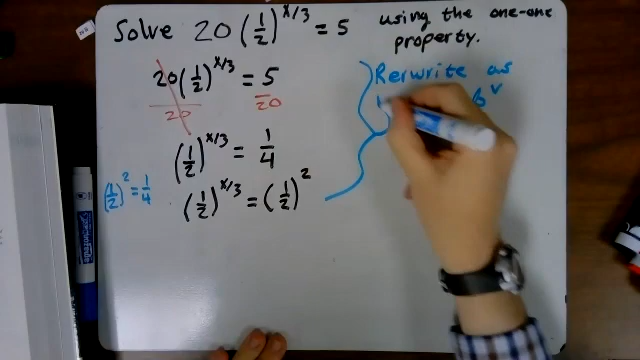 Solve 20(1/2)^x/3 = 5 using the one-one property.
20(1/2)^x/3 = 5
20 20
(1/2)^x/3 = 1/4
(1/2)^2 = 1/4
(1/2)^x/3 = (1/2)^2
Rerwrite as
b^v